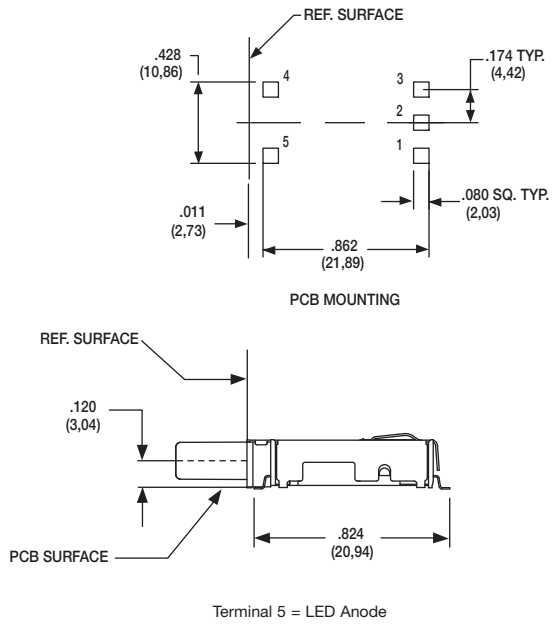 REF. SURFACE
.428
(10,86)
4
3
.174 TYP.
(4,42)
2
5
1
.080 SQ. TYP.
(2,03)
.011
(2,73)
.862
(21,89)
PCB MOUNTING
REF. SURFACE
.120
(3,04)
PCB SURFACE
.824
(20,94)
Terminal 5 = LED Anode